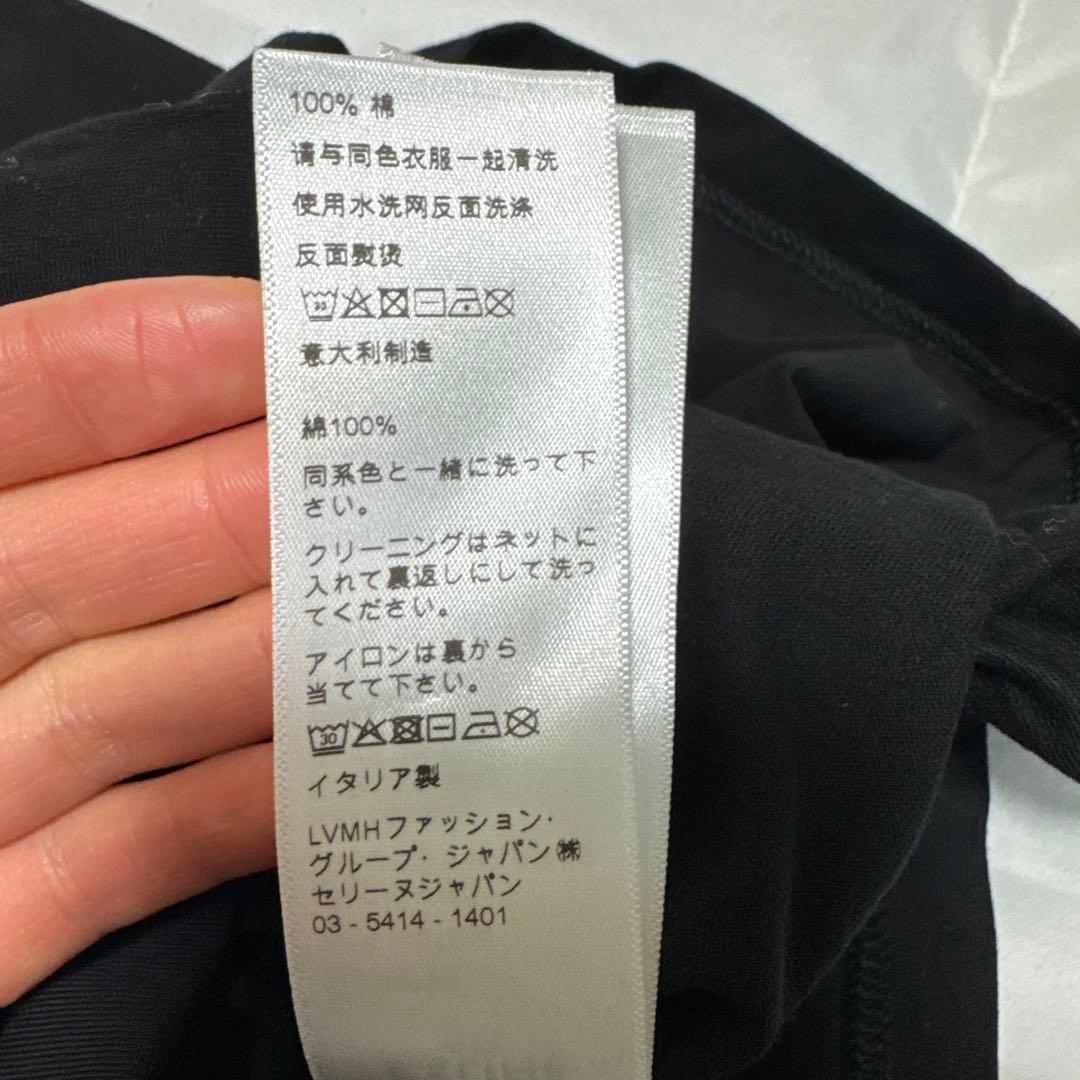 100% 棉
请与同色衣服一起清洗
使用水洗网反面洗涤
反面熨烫
30
意大利制造
綿100%
同系色と一緒に洗って下
さい。
クリーニングはネットに
入れて裏返しにして洗っ
てください。
アイロンは裏から
当てて下さい。
30
イタリア製
LVMHファッション・
グループ・ジャパン㈱
セリーヌジャパン
03 - 5414 - 1401